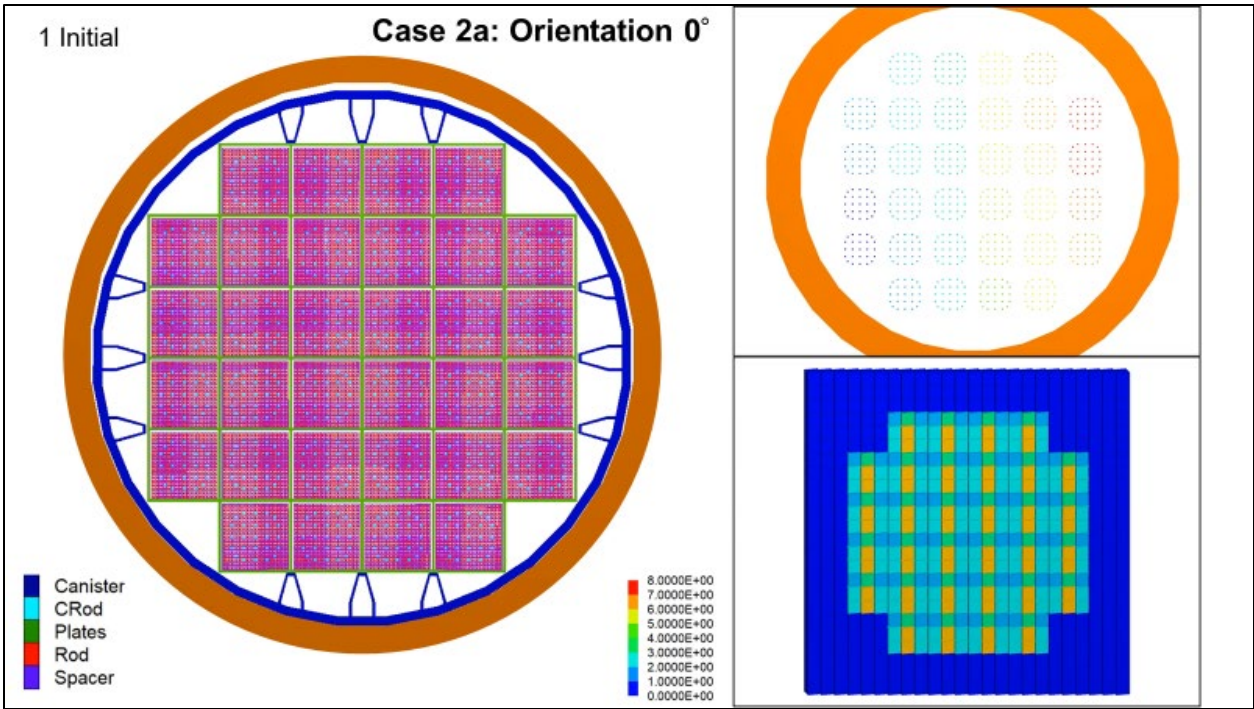 1 Initial
Case 2a: Orientation 0°
Canister
CRod
Plates
Rod
Spacer
8.0000E+00
7.0000E+00
6.0000E+00
5.0000E+00
4.0000E+00
3.0000E+00
2.0000E+00
1.0000E+00
0.0000E+00